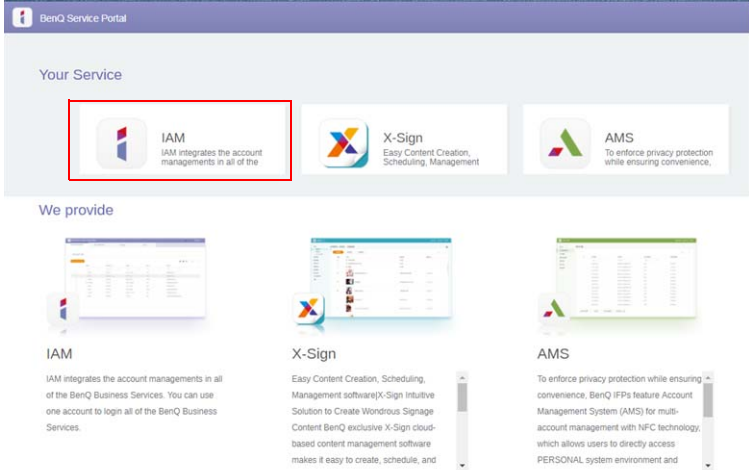 BenQ Service Portal
Your Service
IAM
IAM integrates the account
managements in all of the
X-Sign
Easy Content Creation,
Scheduling, Management
AMS
To enforce privacy protection
while ensuring convenience,
We provide
IAM
IAM integrates the account managements in all
of the BenQ Business Services. You can use
one account to login all of the BenQ Business
Services.
X-Sign
Easy Content Creation, Scheduling,
Management software|X-Sign Intuitive
Solution to Create Wondrous Signage
Content BenQ exclusive X-Sign cloud-
based content management software
makes it easy to create, schedule, and
AMS
To enforce privacy protection while ensuring
convenience, BenQ IFPs feature Account
Management System (AMS) for multi-
account management with NFC technology,
which allows users to directly access
PERSONAL system environment and